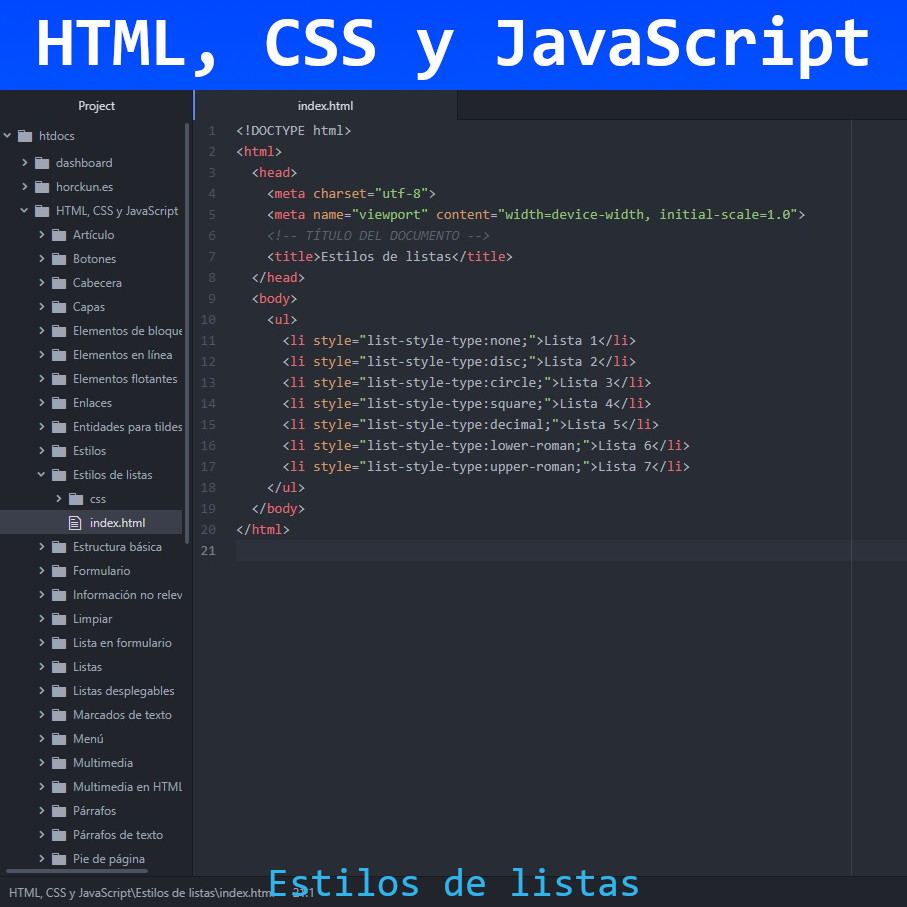 HTML, CSS y JavaScript
Project
htdocs
dashboard
horckun.es
HTML, CSS y JavaScript
Artículo
Botones
Cabecera
Capas
Elementos de bloque
Elementos en línea
Elementos flotantes
Enlaces
Entidades para tildes
Estilos
Estilos de listas
css
index.html
Estructura básica
Formulario
Información no relev
Limpiar
Lista en formulario
Listas
Listas desplegables
Marcados de texto
Menú
Multimedia
Multimedia en HTML
Párrafos
Párrafos de texto
Pie de página
index.html
1 <!DOCTYPE html>
2 <html>
3 <head>
4 <meta charset="utf-8">
5 <meta name="viewport" content="width=device-width, initial-scale=1.0">
6 <!-- TÍTULO DEL DOCUMENTO -->
7 <title>Estilos de listas</title>
8 </head>
9 <body>
10 <ul>
11 <li style="list-style-type:none;">Lista 1</li>
12 <li style="list-style-type:disc;">Lista 2</li>
13 <li style="list-style-type:circle;">Lista 3</li>
14 <li style="list-style-type:square;">Lista 4</li>
15 <li style="list-style-type:decimal;">Lista 5</li>
16 <li style="list-style-type:lower-roman;">Lista 6</li>
17 <li style="list-style-type:upper-roman;">Lista 7</li>
18 </ul>
19 </body>
20 </html>
21
HTML, CSS y JavaScript\Estilos de listas\index.html
Estilos de listas